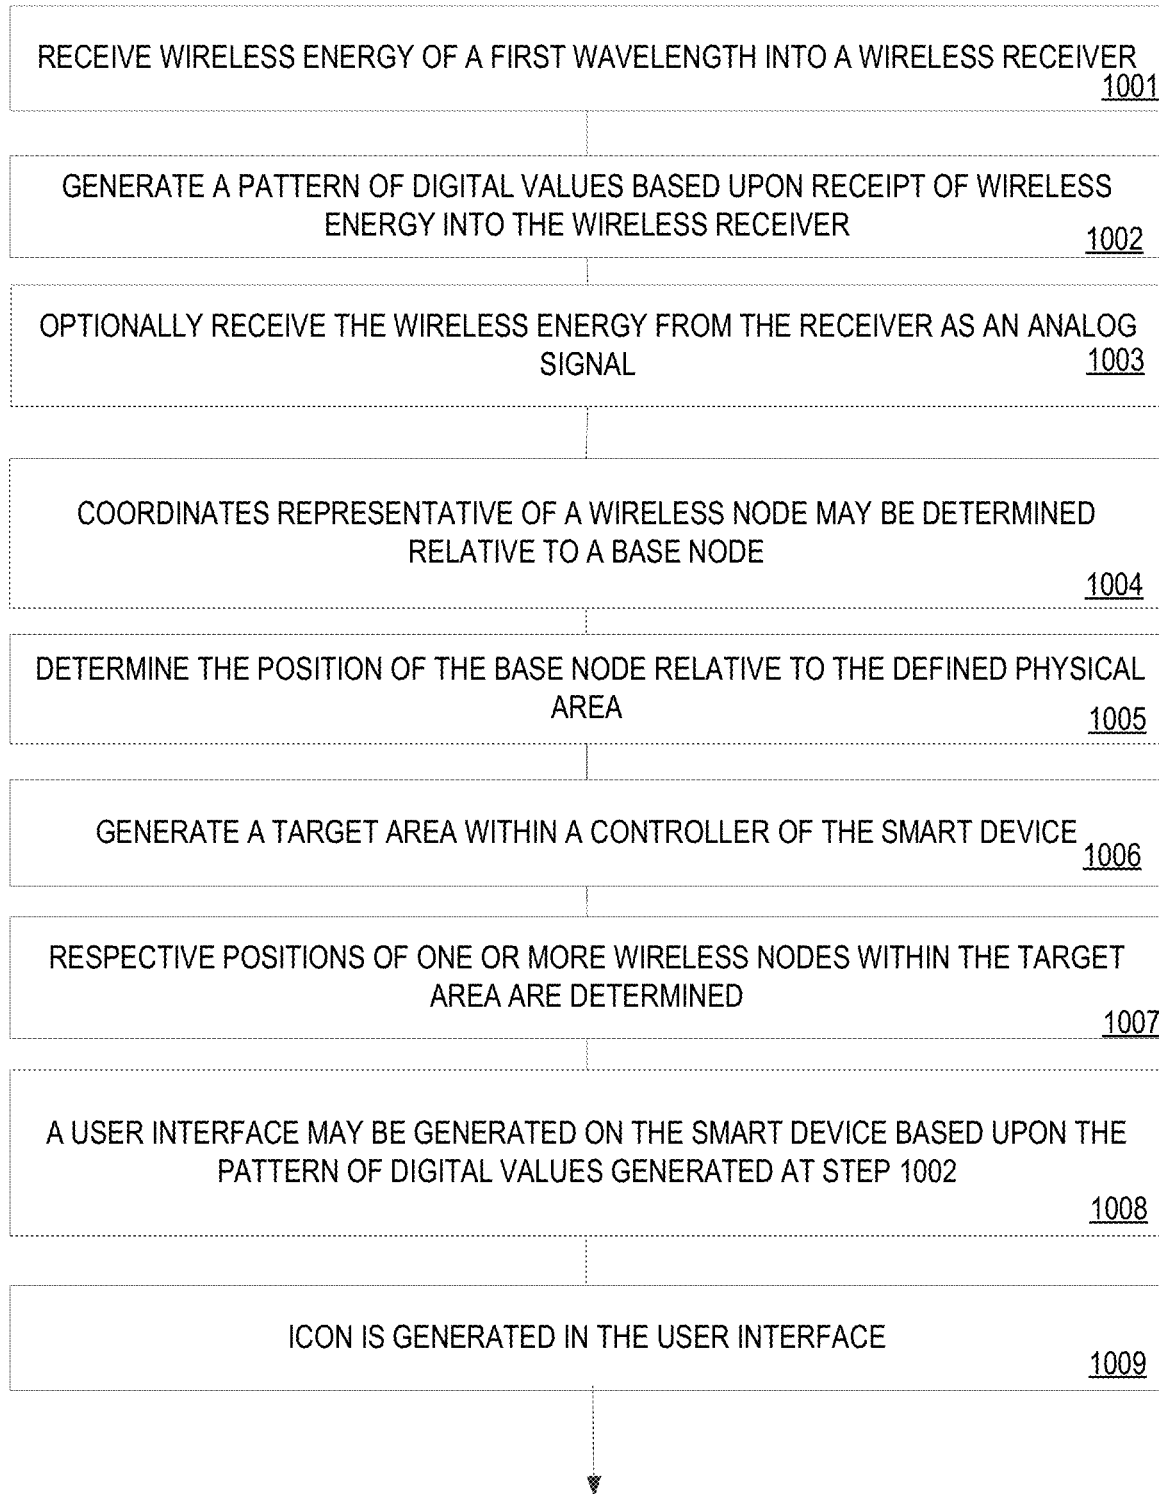 RECEIVE WIRELESS ENERGY OF A FIRST WAVELENGTH INTO A WIRELESS RECEIVER
1001
GENERATE A PATTERN OF DIGITAL VALUES BASED UPON RECEIPT OF WIRELESS
ENERGY INTO THE WIRELESS RECEIVER
1002
OPTIONALLY RECEIVE THE WIRELESS ENERGY FROM THE RECEIVER AS AN ANALOG
SIGNAL
1003
COORDINATES REPRESENTATIVE OF A WIRELESS NODE MAY BE DETERMINED
RELATIVE TO A BASE NODE
1004
DETERMINE THE POSITION OF THE BASE NODE RELATIVE TO THE DEFINED PHYSICAL
AREA
1005
GENERATE A TARGET AREA WITHIN A CONTROLLER OF THE SMART DEVICE
1006
RESPECTIVE POSITIONS OF ONE OR MORE WIRELESS NODES WITHIN THE TARGET
AREA ARE DETERMINED
1007
A USER INTERFACE MAY BE GENERATED ON THE SMART DEVICE BASED UPON THE
PATTERN OF DIGITAL VALUES GENERATED AT STEP 1002
1008
ICON IS GENERATED IN THE USER INTERFACE
1009